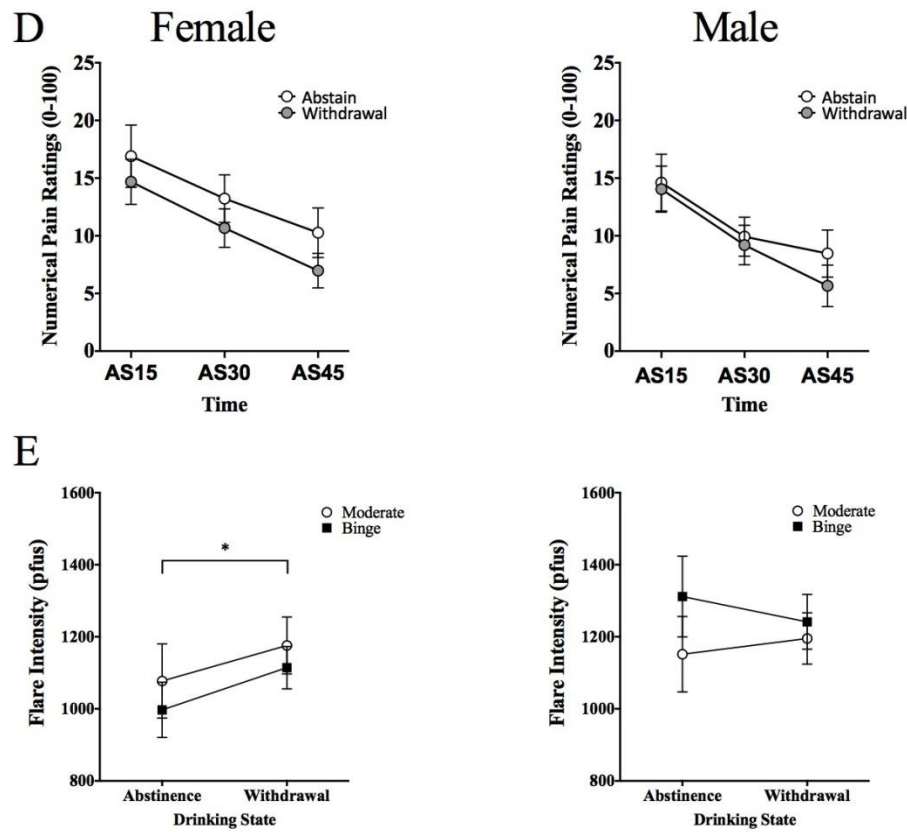 D Female Male
25
20
15
10
5
0
Numerical Pain Ratings (0-100)
Abstain
Withdrawal
AS15 AS30 AS45
Time
25
20
15
10
5
0
Numerical Pain Ratings (0-100)
Abstain
Withdrawal
AS15 AS30 AS45
Time
E
1600
1400
1200
1000
800
Flare Intensity (pfus)
Moderate
Binge
*
Abstinence Withdrawal
Drinking State
1600
1400
1200
1000
800
Flare Intensity (pfus)
Moderate
Binge
Abstinence Withdrawal
Drinking State